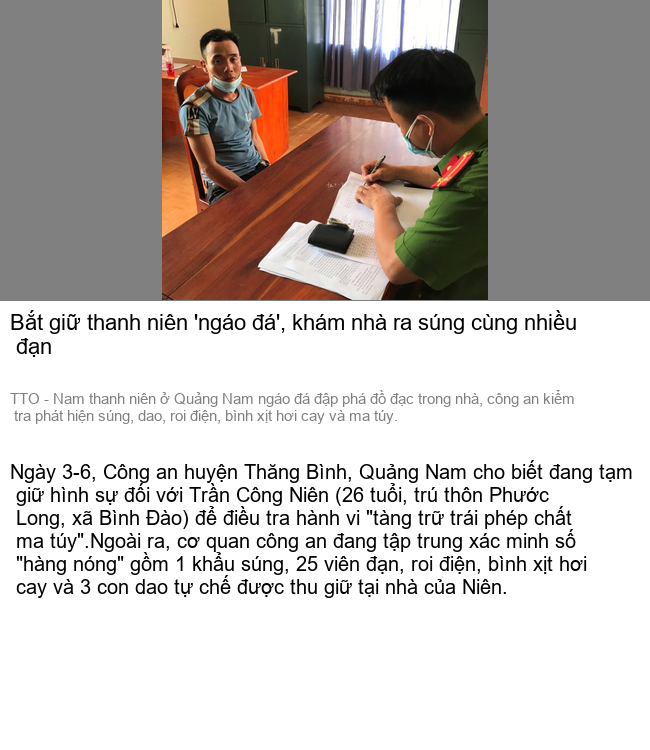 Bắt giữ thanh niên 'ngáo đá', khám nhà ra súng cùng nhiều
đạn
TTO - Nam thanh niên ở Quảng Nam ngáo đá đập phá đồ đạc trong nhà, công an kiểm
tra phát hiện súng, dao, roi điện, bình xịt hơi cay và ma túy.
Ngày 3-6, Công an huyện Thăng Bình, Quảng Nam cho biết đang tạm
giữ hình sự đối với Trần Công Niên (26 tuổi, trú thôn Phước
Long, xã Bình Đào) để điều tra hành vi "tàng trữ trái phép chất
ma túy".Ngoài ra, cơ quan công an đang tập trung xác minh số
"hàng nóng" gồm 1 khẩu súng, 25 viên đạn, roi điện, bình xịt hơi
cay và 3 con dao tự chế được thu giữ tại nhà của Niên.